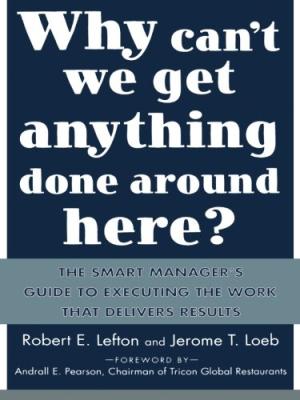 Why can't
we get
anything
done around
here?
THE SMART MANAGER'S
GUIDE TO EXECUTING THE WORK
THAT DELIVERS RESULTS
Robert E. Lefton and Jerome T. Loeb
—FOREWORD BY—
Andrall E. Pearson, Chairman of Tricon Global Restaurants